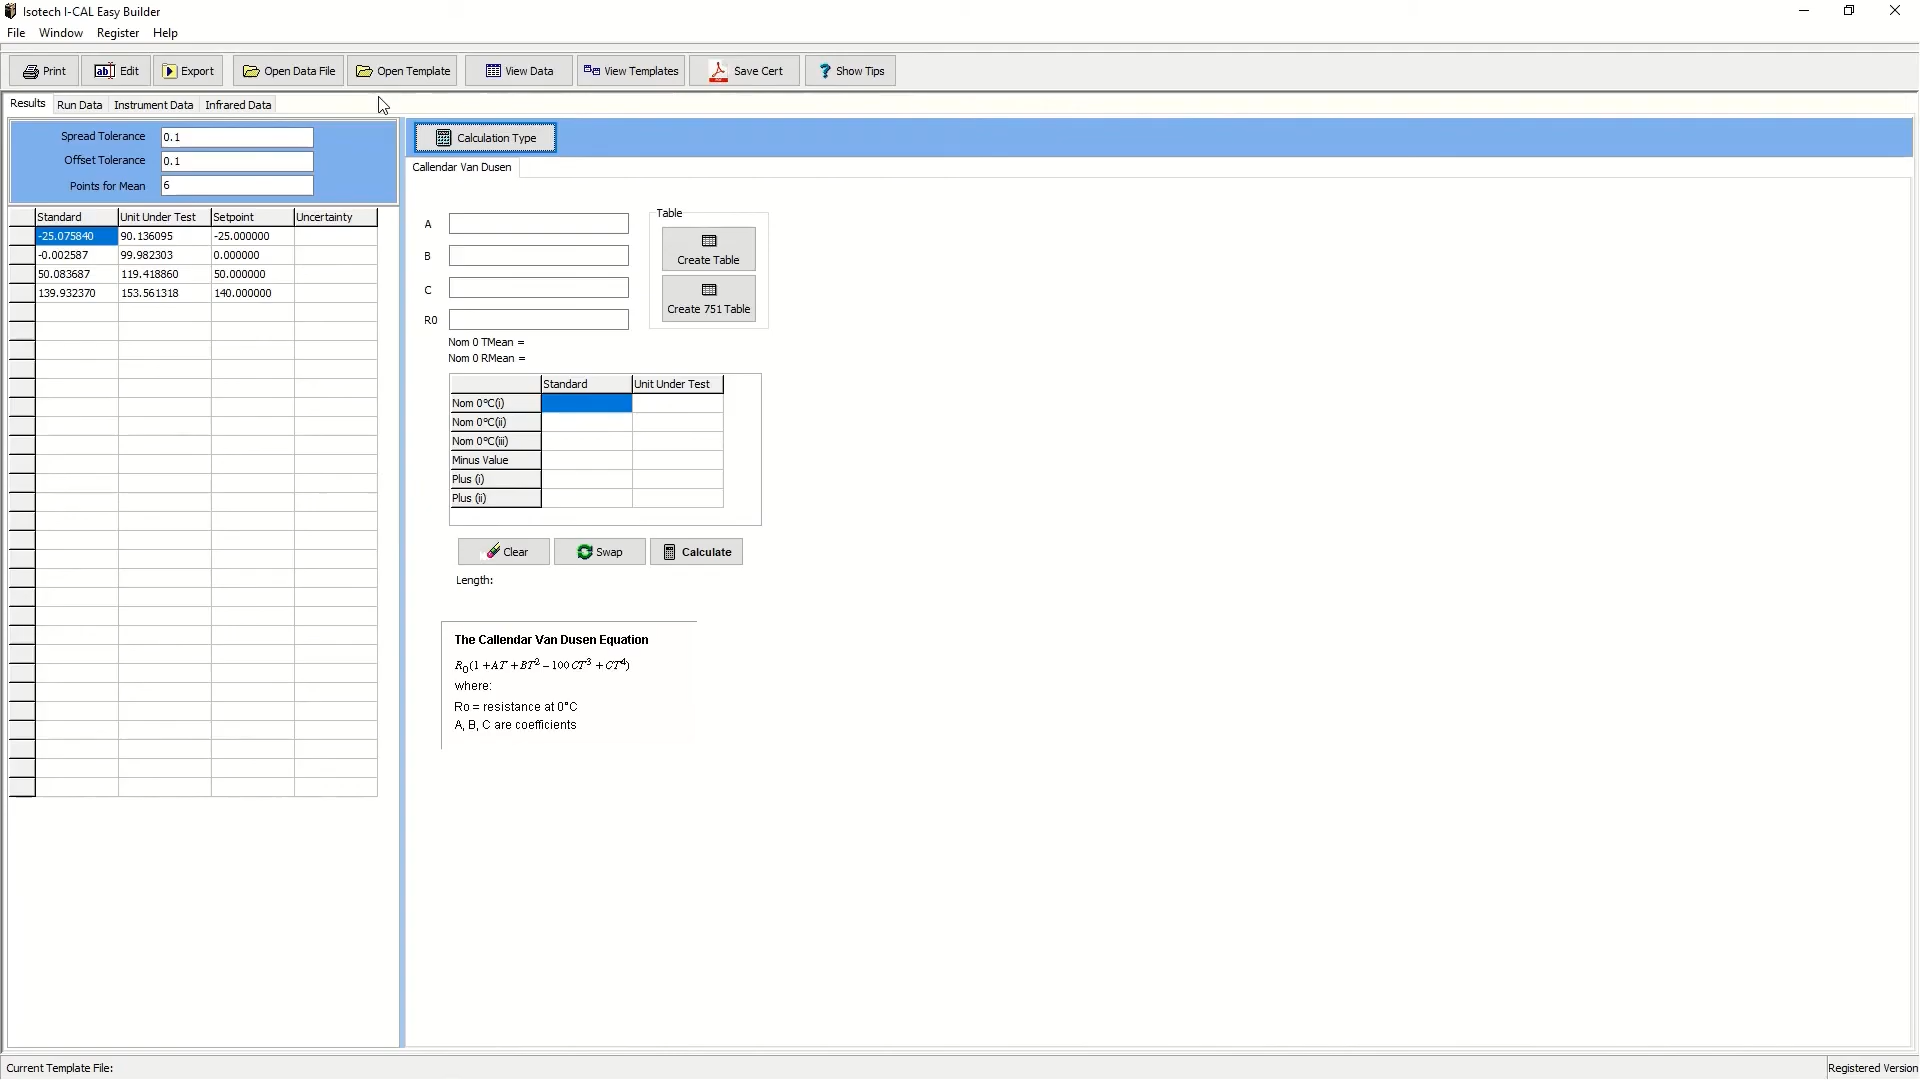 Isotech I-CAL Easy Builder
File Window Register Help
Print Edit Export Open Data File Open Template View Data View Templates Save Cert Show Tips
Results Run Data Instrument Data Infrared Data
Spread Tolerance 0.1
Offset Tolerance 0.1
Points for Mean 6
Standard Unit Under Test Setpoint Uncertainty
-25.075840 90.136095 -25.000000
-0.002587 99.982303 0.000000
50.083687 119.418860 50.000000
139.932370 153.561318 140.000000
Calculation Type
Callendar Van Dusen
A
B
C
R0
Table
Create Table
Create 751 Table
Nom 0 TMean =
Nom 0 RMean =
Standard Unit Under Test
Nom 0°C(i)
Nom 0°C(ii)
Nom 0°C(iii)
Minus Value
Plus (i)
Plus (ii)
Clear Swap Calculate
Length:
The Callendar Van Dusen Equation
R₀(1 +AT +BT² – 100 CT³ + CT⁴)
where:
Ro = resistance at 0°C
A, B, C are coefficients
Current Template File:
Registered Version